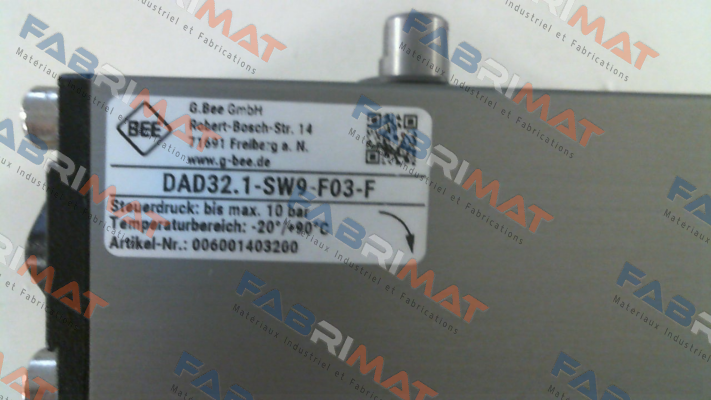 BEE
G.Bee GmbH
Robert-Bosch-Str. 14
71691 Freiberg a. N.
www.g-bee.de
DAD32.1-SW9-F03-F
Steuerdruck: bis max. 10 bar
Temperaturbereich: -20°/+90°C
Artikel-Nr.: 006001403200
FABRIMAT
Materiaux Industriel et Fabrications